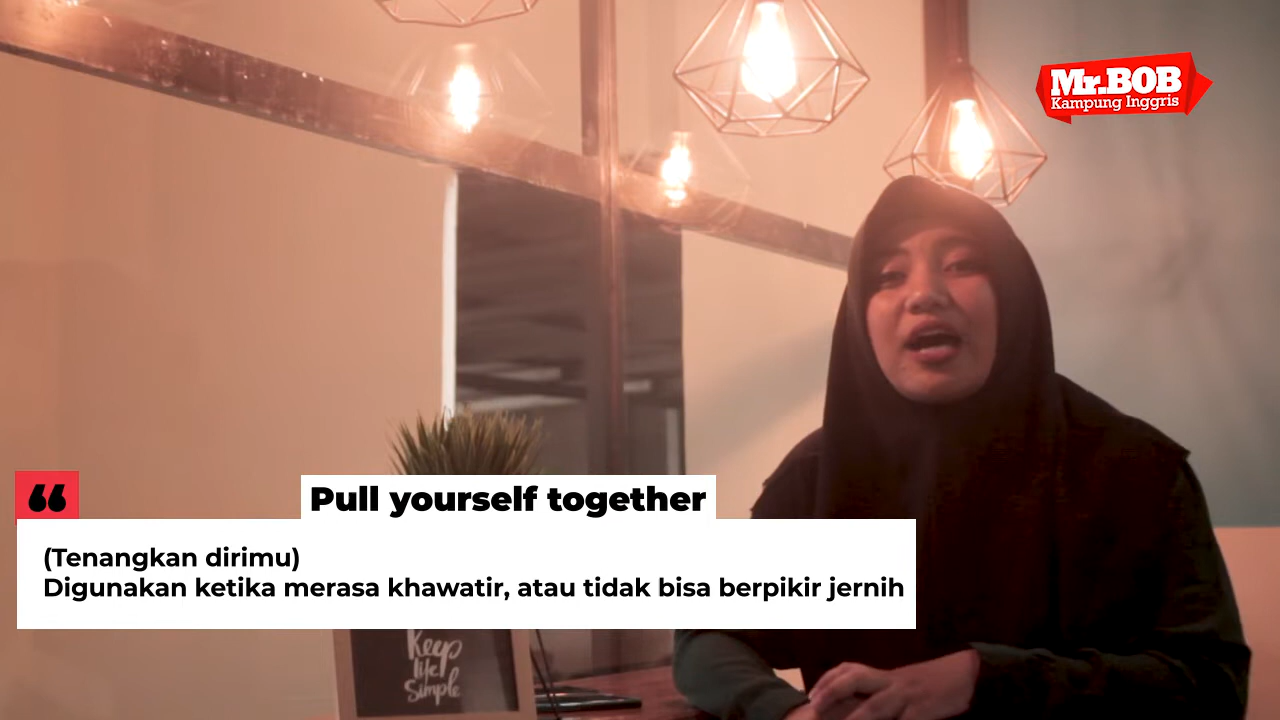 Mr.BOB
Kampung Inggris
Pull yourself together
(Tenangkan dirimu)
Digunakan ketika merasa khawatir, atau tidak bisa berpikir jernih
Keep
life
Simple